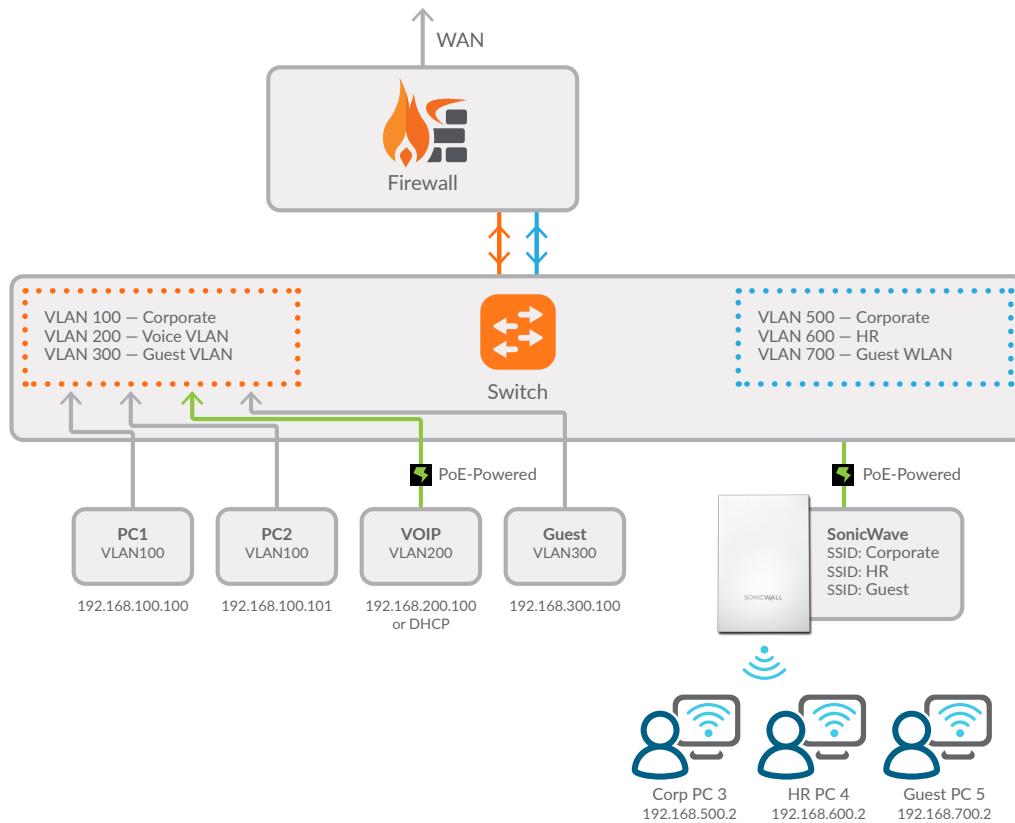 WAN
Firewall
VLAN 100 — Corporate
VLAN 200 — Voice VLAN
VLAN 300 — Guest VLAN
Switch
VLAN 500 — Corporate
VLAN 600 — HR
VLAN 700 — Guest WLAN
PoE-Powered
PoE-Powered
PC1
VLAN100
192.168.100.100
PC2
VLAN100
192.168.100.101
VOIP
VLAN200
192.168.200.100
or DHCP
Guest
VLAN300
192.168.300.100
SONICWALL
SonicWave
SSID: Corporate
SSID: HR
SSID: Guest
Corp PC 3
192.168.500.2
HR PC 4
192.168.600.2
Guest PC 5
192.168.700.2